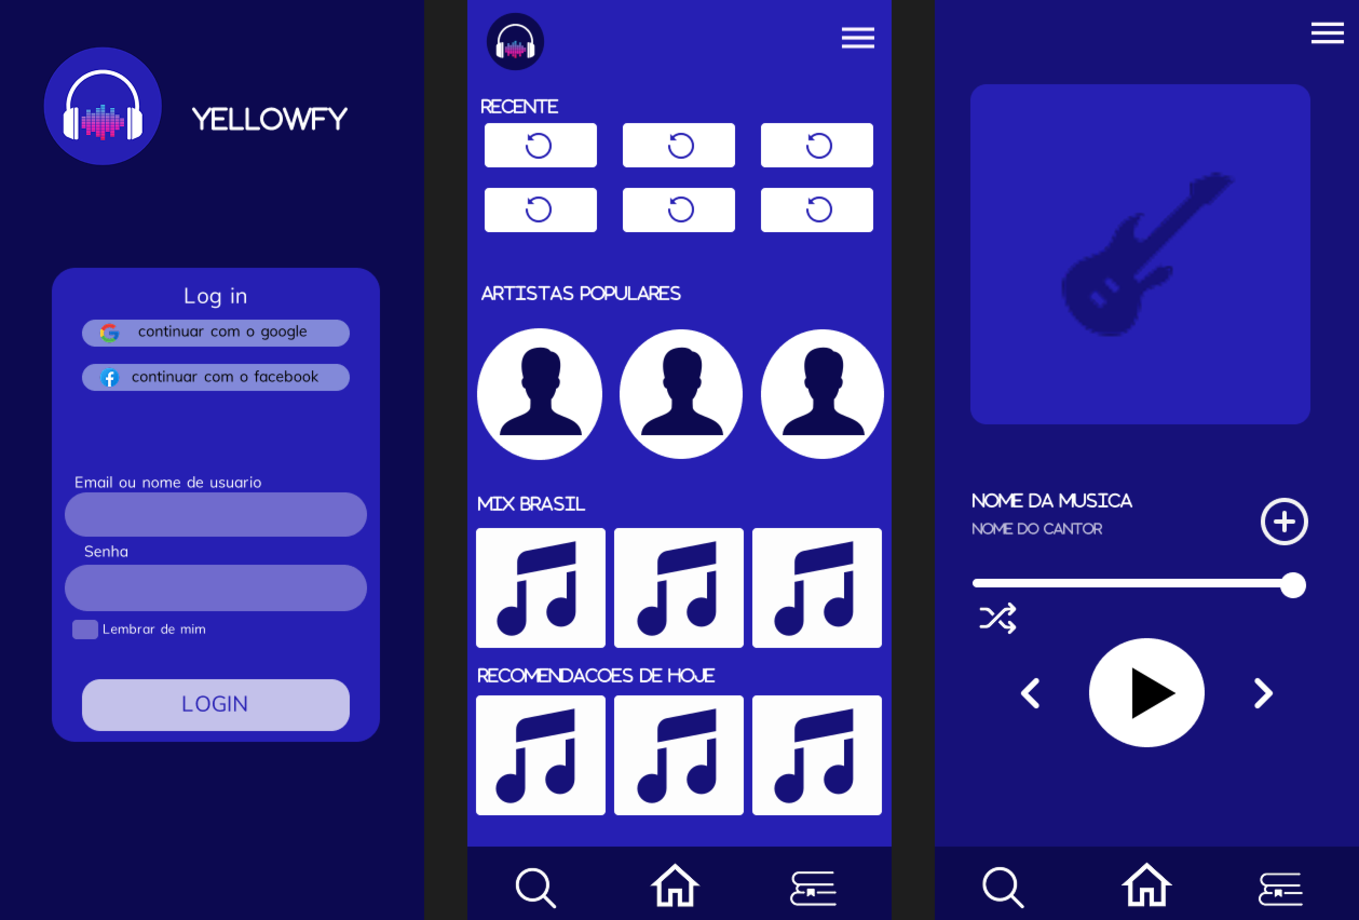 YELLOWFY
Log in
continuar com o google
continuar com o facebook
Email ou nome de usuario
Senha
Lembrar de mim
LOGIN
RECENTE
ARTISTAS POPULARES
MIX BRASIL
RECOMENDACOES DE HOJE
NOME DA MUSICA
NOME DO CANTOR